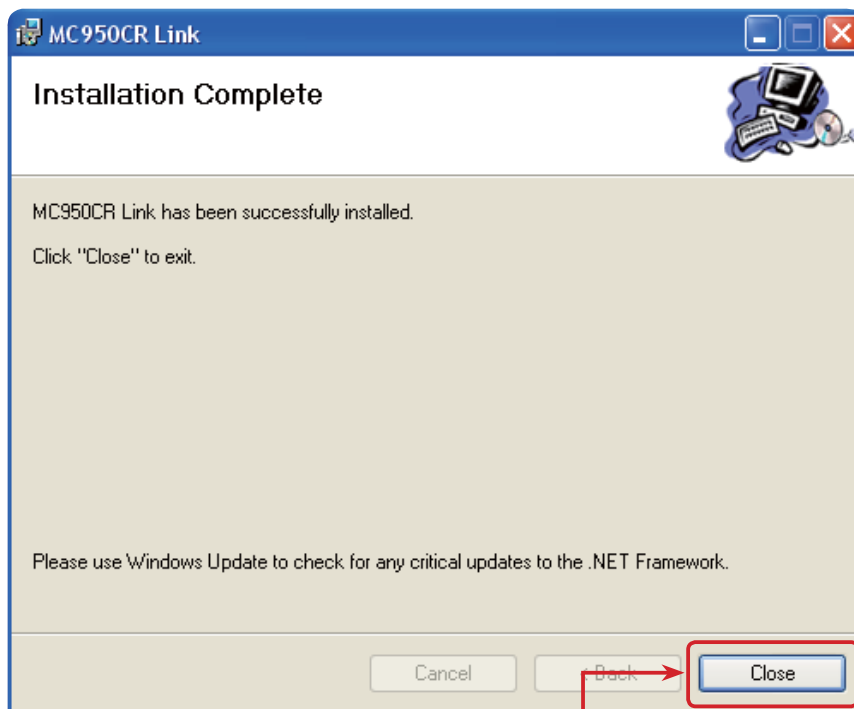 MC950CR Link
Installation Complete
MC950CR Link has been successfully installed.
Click "Close" to exit.
Please use Windows Update to check for any critical updates to the .NET Framework.
Cancel
< Back
Close